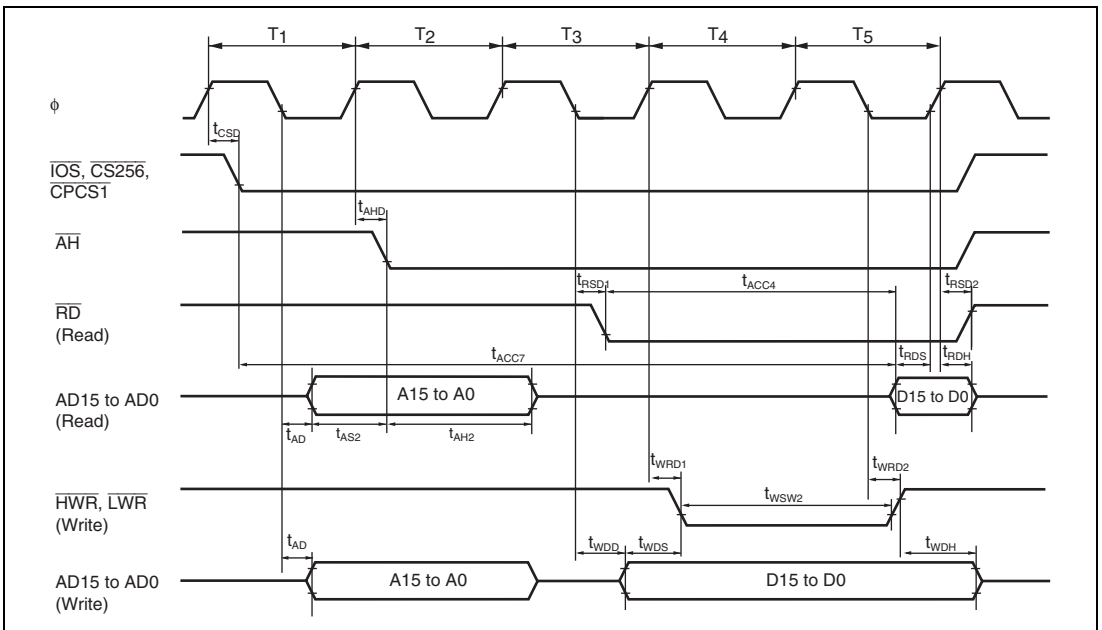 T1 T2 T3 T4 T5
φ
tCSD
IOS, CS256,
CPCS1
tAHD
AH
tRSD1 tACC4 tRSD2
RD
(Read)
tACC7 tRDS tRDH
AD15 to AD0
(Read)
A15 to A0 D15 to D0
tAD tAS2 tAH2
tWRD1 tWRD2
HWR, LWR
(Write)
tWSW2
tAD tWDD tWDS tWDH
AD15 to AD0
(Write)
A15 to A0 D15 to D0